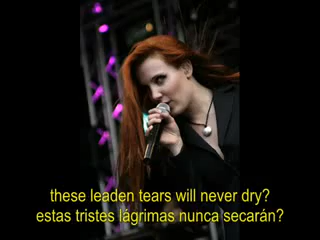 these leaden tears will never dry?
estas tristes lágrimas nunca secarán?